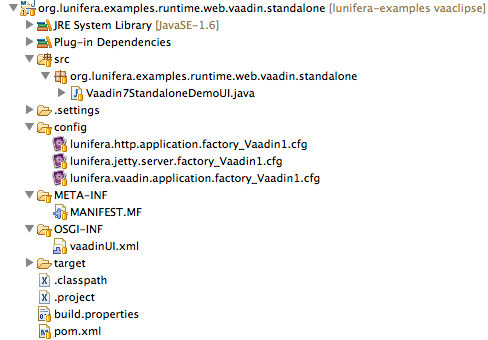 org.lunifera.examples.runtime.web.vaadin.standalone [lunifera-examples vaaclipse]
JRE System Library [JavaSE-1.6]
Plug-in Dependencies
src
org.lunifera.examples.runtime.web.vaadin.standalone
Vaadin7StandaloneDemoUI.java
.settings
config
lunifera.http.application.factory_Vaadin1.cfg
lunifera.jetty.server.factory_Vaadin1.cfg
lunifera.vaadin.application.factory_Vaadin1.cfg
META-INF
MANIFEST.MF
OSGI-INF
vaadinUI.xml
target
.classpath
.project
build.properties
pom.xml